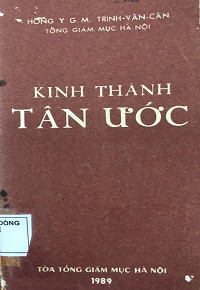 HỒNG Y G.M. TRỊNH-VĂN-CĂN
TỔNG GIÁM MỤC HÀ NỘI
KINH THÁNH
TÂN ƯỚC
TÒA TỔNG GIÁM MỤC HÀ NỘI
1989